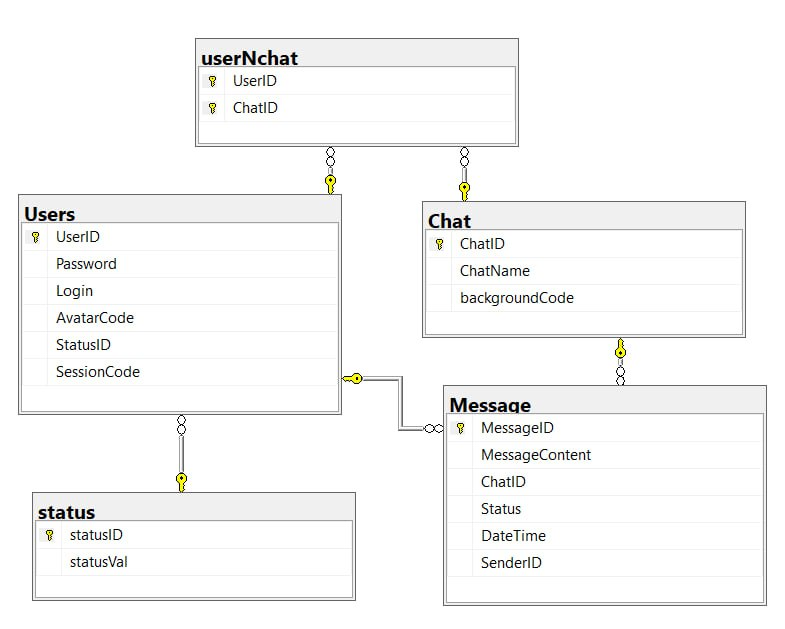 userNchat
UserID
ChatID
Users
UserID
Password
Login
AvatarCode
StatusID
SessionCode
Chat
ChatID
ChatName
backgroundCode
Message
MessageID
MessageContent
ChatID
Status
DateTime
SenderID
status
statusID
statusVal